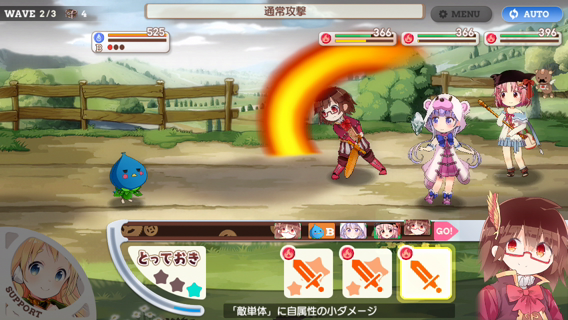 WAVE 2/3 4
通常攻撃
MENU
AUTO
525
B
366
366
396
B
GO!
とっておき
SUPPORT
「敵単体」に自属性の小ダメージ